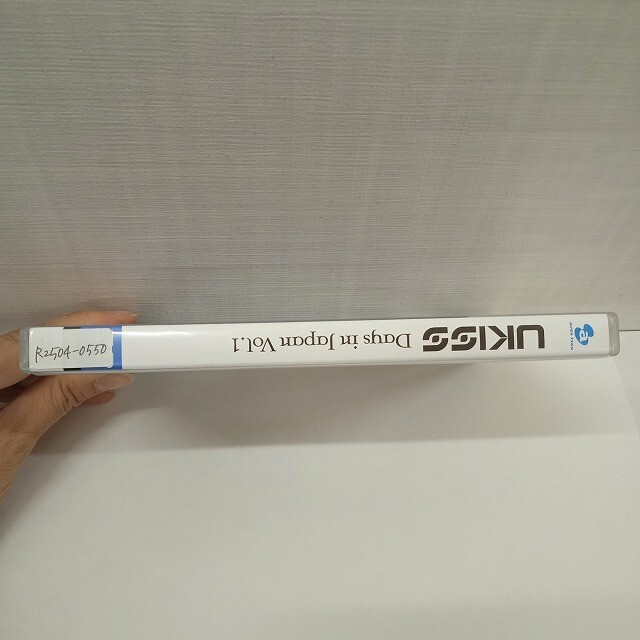 UKISS Days in Japan Vol.1
R2504-0550